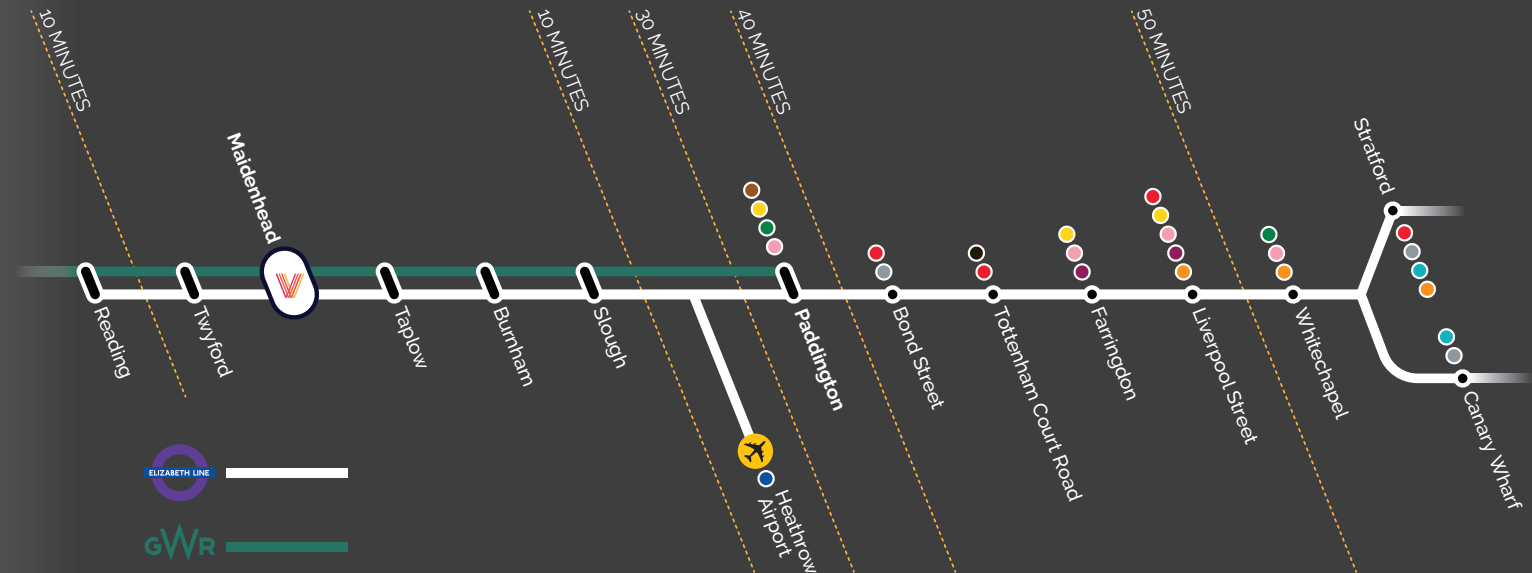 10 MINUTES
10 MINUTES
30 MINUTES
40 MINUTES
50 MINUTES
Maidenhead
Stratford
Reading
Twyford
Taplow
Burnham
Slough
Paddington
Bond Street
Tottenham Court Road
Farringdon
Liverpool Street
Whitechapel
Canary Wharf
Heathrow
Airport
ELIZABETH LINE
GWR